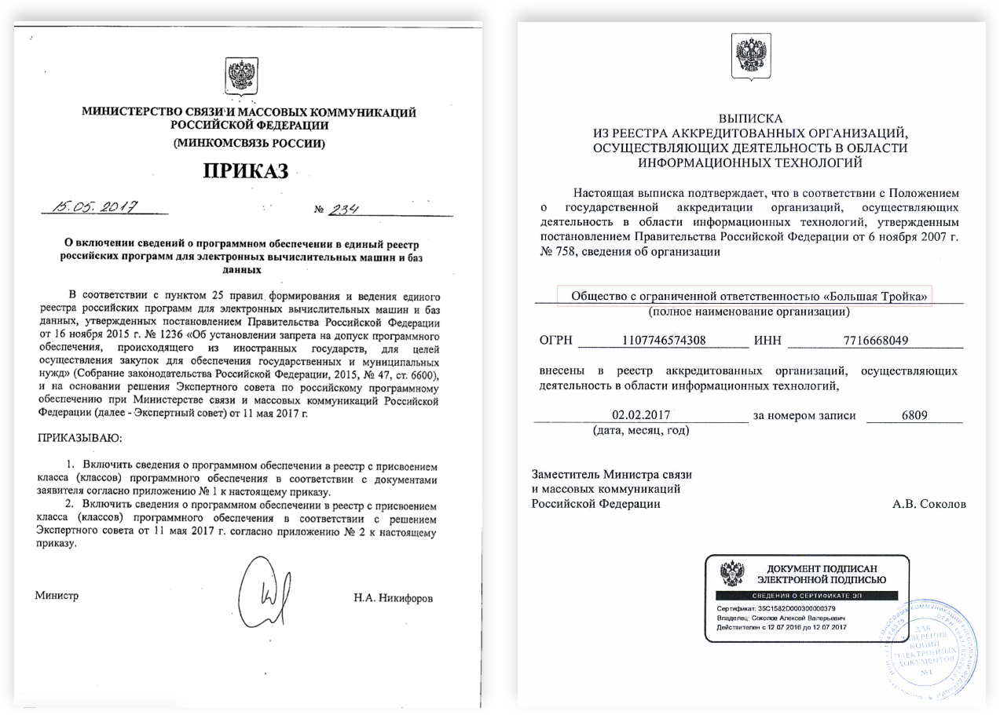 МИНИСТЕРСТВО СВЯЗИ И МАССОВЫХ КОММУНИКАЦИЙ
РОССИЙСКОЙ ФЕДЕРАЦИИ
(МИНКОМСВЯЗЬ РОССИИ)
ПРИКАЗ
15.05.2017 № 234
О включении сведений о программном обеспечении в единый реестр
российских программ для электронных вычислительных машин и баз
данных
В соответствии с пунктом 25 правил формирования и ведения единого
реестра российских программ для электронных вычислительных машин и баз
данных, утвержденных постановлением Правительства Российской Федерации
от 16 ноября 2015 г. № 1236 «Об установлении запрета на допуск программного
обеспечения, происходящего из иностранных государств, для целей
осуществления закупок для обеспечения государственных и муниципальных
нужд» (Собрание законодательства Российской Федерации, 2015, № 47, ст. 6600),
и на основании решения Экспертного совета по российскому программному
обеспечению при Министерстве связи и массовых коммуникаций Российской
Федерации (далее - Экспертный совет) от 11 мая 2017 г.
ПРИКАЗЫВАЮ:
1. Включить сведения о программном обеспечении в реестр с присвоением
класса (классов) программного обеспечения в соответствии с документами
заявителя согласно приложению № 1 к настоящему приказу.
2. Включить сведения о программном обеспечении в реестр с присвоением
класса (классов) программного обеспечения в соответствии с решением
Экспертного совета от 11 мая 2017 г. согласно приложению № 2 к настоящему
приказу.
Министр Н.А. Никифоров
ВЫПИСКА
ИЗ РЕЕСТРА АККРЕДИТОВАННЫХ ОРГАНИЗАЦИЙ,
ОСУЩЕСТВЛЯЮЩИХ ДЕЯТЕЛЬНОСТЬ В ОБЛАСТИ
ИНФОРМАЦИОННЫХ ТЕХНОЛОГИЙ
Настоящая выписка подтверждает, что в соответствии с Положением
о государственной аккредитации организаций, осуществляющих
деятельность в области информационных технологий, утвержденным
постановлением Правительства Российской Федерации от 6 ноября 2007 г.
№ 758, сведения об организации
Общество с ограниченной ответственностью «Большая Тройка»
(полное наименование организации)
ОГРН 1107746574308 ИНН 7716668049
внесены в реестр аккредитованных организаций, осуществляющих
деятельность в области информационных технологий,
02.02.2017 за номером записи 6809
(дата, месяц, год)
Заместитель Министра связи
и массовых коммуникаций
Российской Федерации А.В. Соколов
ДОКУМЕНТ ПОДПИСАН
ЭЛЕКТРОННОЙ ПОДПИСЬЮ
СВЕДЕНИЯ О СЕРТИФИКАТЕ ЭП
Сертификат: 35C1582D000300000379
Владелец: Соколов Алексей Валерьевич
Действителен с 12.07.2016 до 12.07.2017
ДЛЯ
ЗАВЕРЕНИЯ
КОПИЙ
ЭЛЕКТРОННЫХ
ДОКУМЕНТОВ
№1